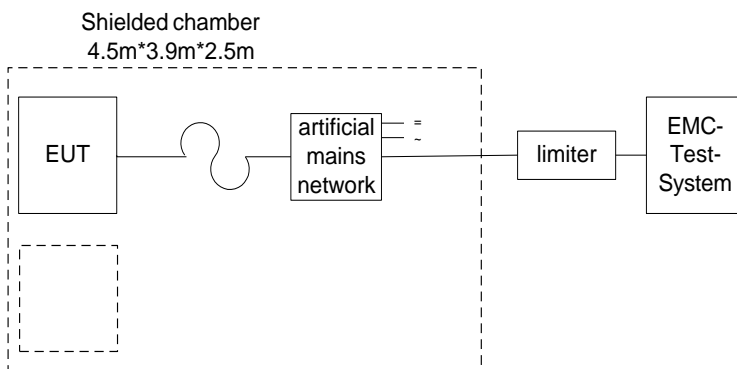 Shielded chamber
4.5m*3.9m*2.5m
EUT
artificial
mains
network
=
~
limiter
EMC-
Test-
System